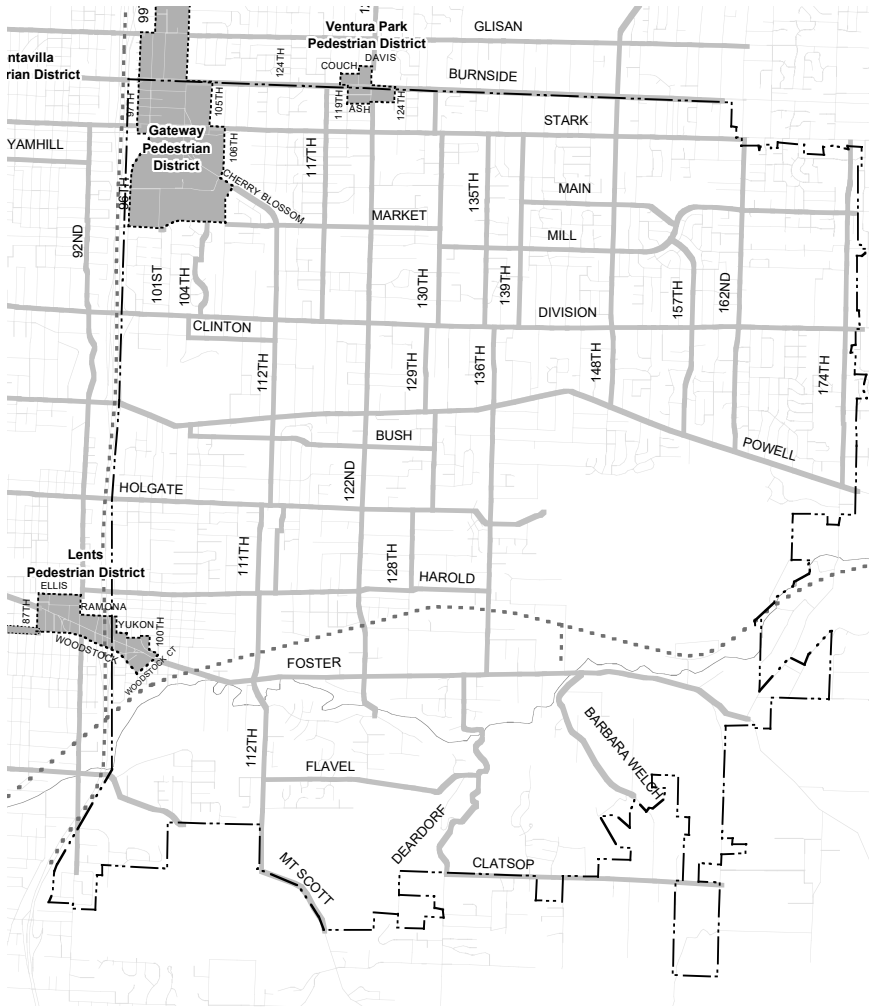 99
GLISAN
12
Ventura Park
Pedestrian District
ntavilla
rian District
124TH
COUCH
DAVIS
BURNSIDE
97TH
105TH
119TH
ASH
124TH
STARK
Gateway
Pedestrian
District
YAMHILL
106TH
117TH
CHERRY BLOSSOM
96TH
135TH
MAIN
MARKET
MILL
92ND
101ST
104TH
130TH
139TH
157TH
162ND
DIVISION
CLINTON
112TH
129TH
136TH
148TH
174TH
BUSH
POWELL
122ND
HOLGATE
111TH
128TH
HAROLD
Lents
Pedestrian District
ELLIS
87TH
RAMONA
YUKON
100TH
WOODSTOCK
WOODSTOCK CT
FOSTER
112TH
FLAVEL
BARBARA WELCH
DEARDORF
MT SCOTT
CLATSOP